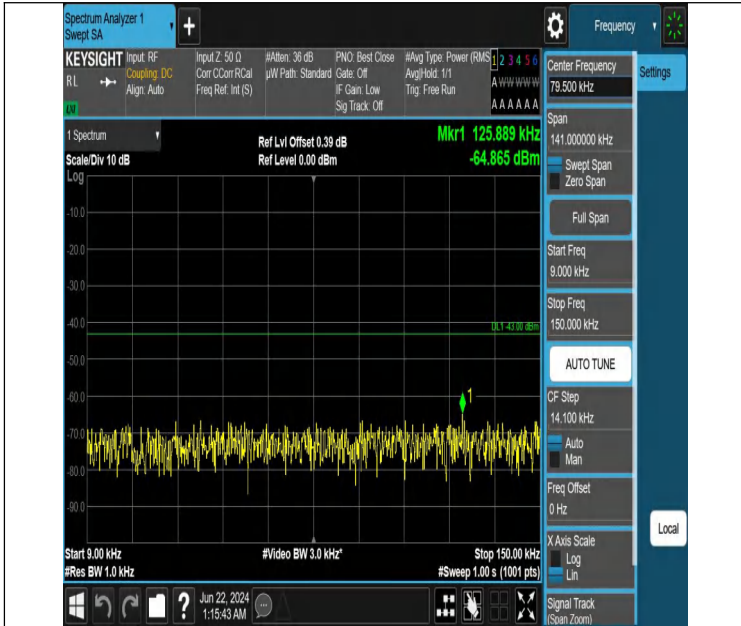 Spectrum Analyzer 1
Swept SA
+
Frequency
KEYSIGHT
RL
Input: RF
Coupling: DC
Align: Auto
Input Z: 50 Ω
Corr CCorr RCal
Freq Ref: Int (S)
#Atten: 36 dB
µW Path: Standard
PNO: Best Close
Gate: Off
IF Gain: Low
Sig Track: Off
#Avg Type: Power (RMS
Avg|Hold: 1/1
Trig: Free Run
1 2 3 4 5 6
A W W W W W
A A A A A A
1 Spectrum
Scale/Div 10 dB
Log
Ref Lvl Offset 0.39 dB
Ref Level 0.00 dBm
Mkr1 125.889 kHz
-64.865 dBm
-10.0
-20.0
-30.0
-40.0
DL1 -43.00 dBm
-50.0
-60.0
1
-70.0
-80.0
-90.0
Start 9.00 kHz
#Res BW 1.0 kHz
#Video BW 3.0 kHz*
Stop 150.00 kHz
#Sweep 1.00 s (1001 pts)
Center Frequency
79.500 kHz
Settings
Span
141.000000 kHz
Swept Span
Zero Span
Full Span
Start Freq
9.000 kHz
Stop Freq
150.000 kHz
AUTO TUNE
CF Step
14.100 kHz
Auto
Man
Freq Offset
0 Hz
X Axis Scale
Log
Lin
Signal Track
(Span Zoom)
Local
?
Jun 22, 2024
1:15:43 AM